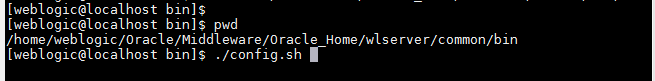 [weblogic@localhost bin]$
[weblogic@localhost bin]$ pwd
/home/weblogic/Oracle/Middleware/Oracle_Home/wlserver/common/bin
[weblogic@localhost bin]$ ./config.sh